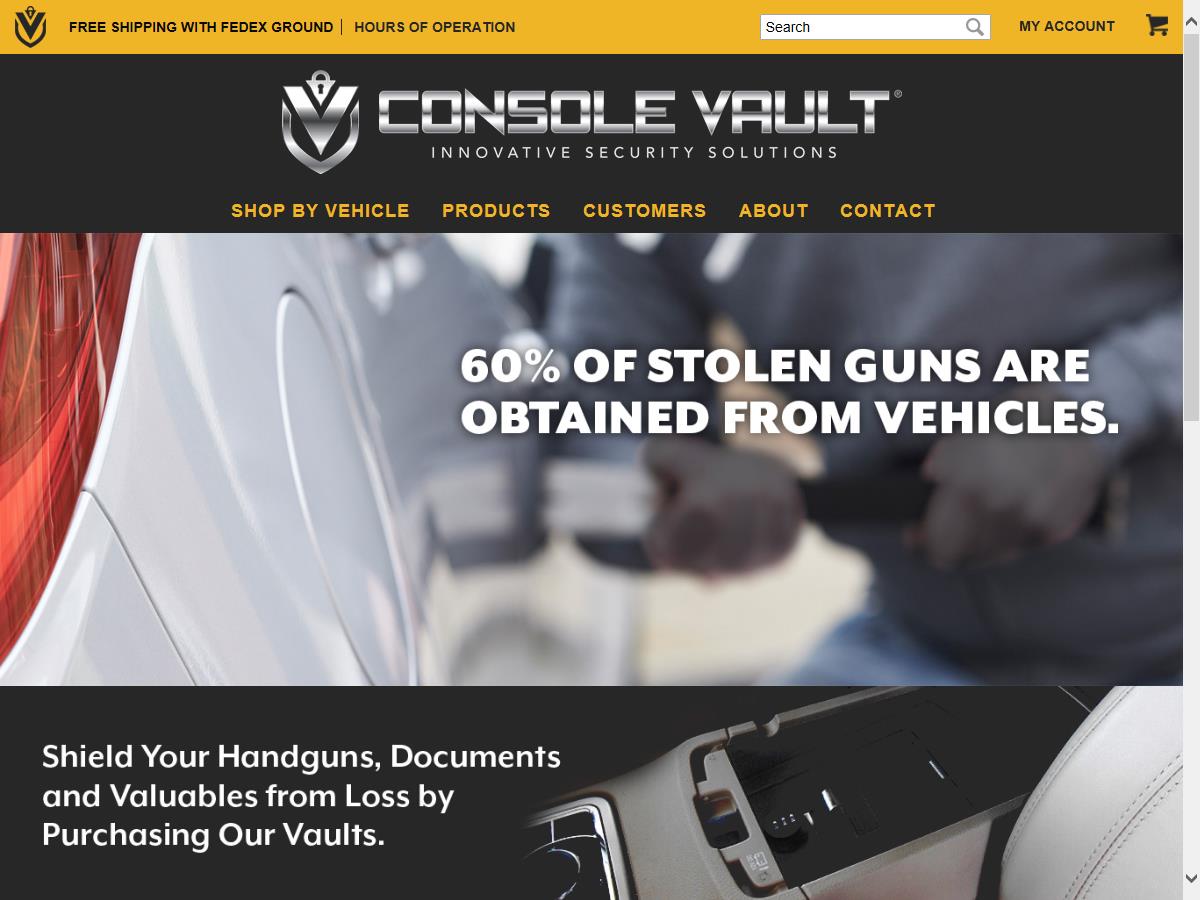 FREE SHIPPING WITH FEDEX GROUND | HOURS OF OPERATION
Search
MY ACCOUNT
CONSOLE VAULT®
INNOVATIVE SECURITY SOLUTIONS
SHOP BY VEHICLE PRODUCTS CUSTOMERS ABOUT CONTACT
60% OF STOLEN GUNS ARE
OBTAINED FROM VEHICLES.
Shield Your Handguns, Documents
and Valuables from Loss by
Purchasing Our Vaults.